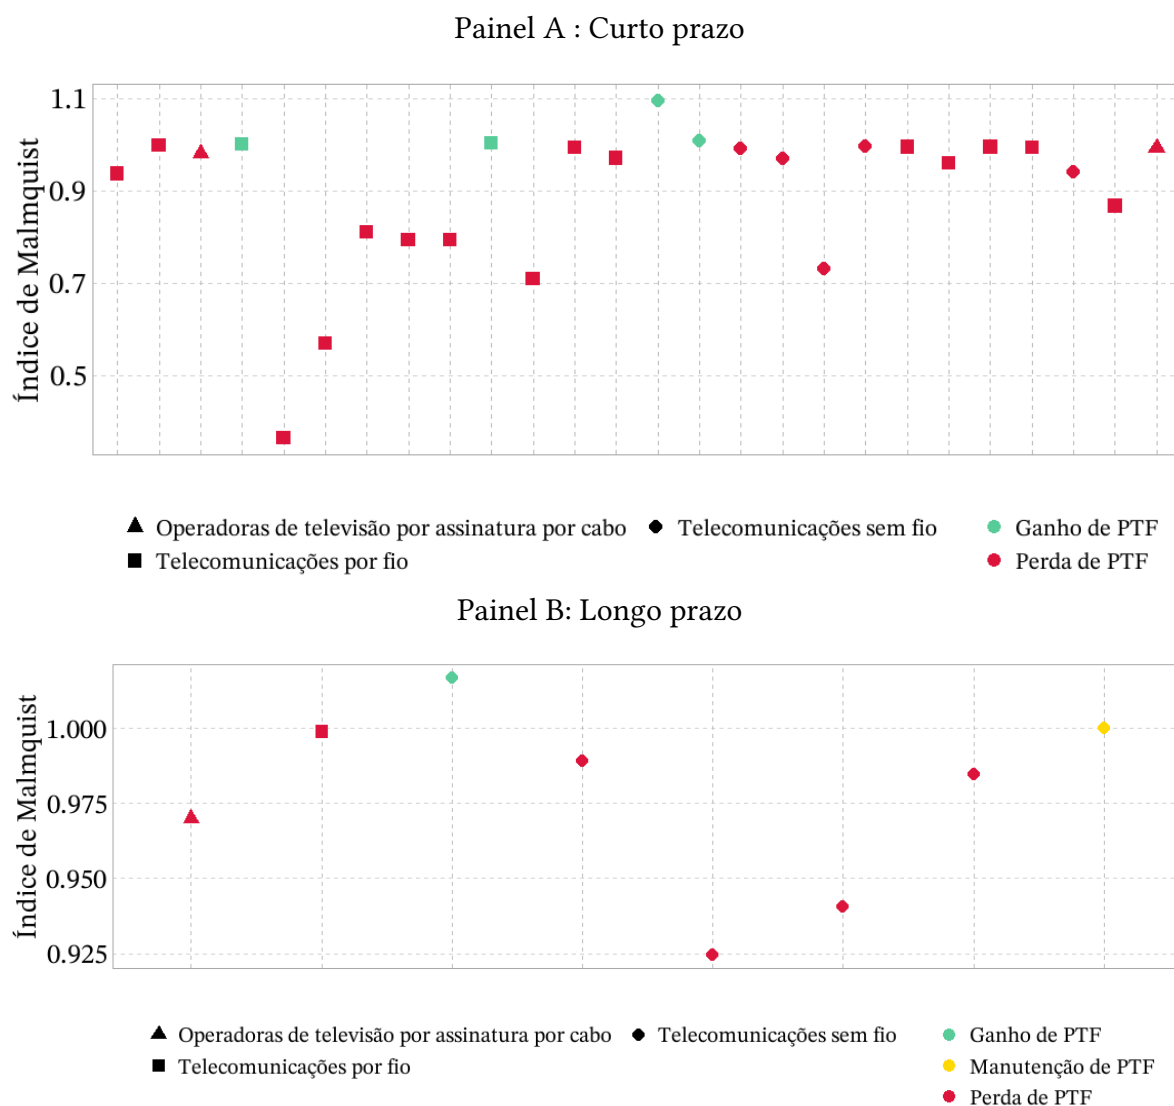 Painel A : Curto prazo
Índice de Malmquist
1.1
0.9
0.7
0.5
Operadoras de televisão por assinatura por cabo
Telecomunicações sem fio
Ganho de PTF
Telecomunicações por fio
Perda de PTF
Painel B: Longo prazo
Índice de Malmquist
1.000
0.975
0.950
0.925
Operadoras de televisão por assinatura por cabo
Telecomunicações sem fio
Ganho de PTF
Telecomunicações por fio
Manutenção de PTF
Perda de PTF